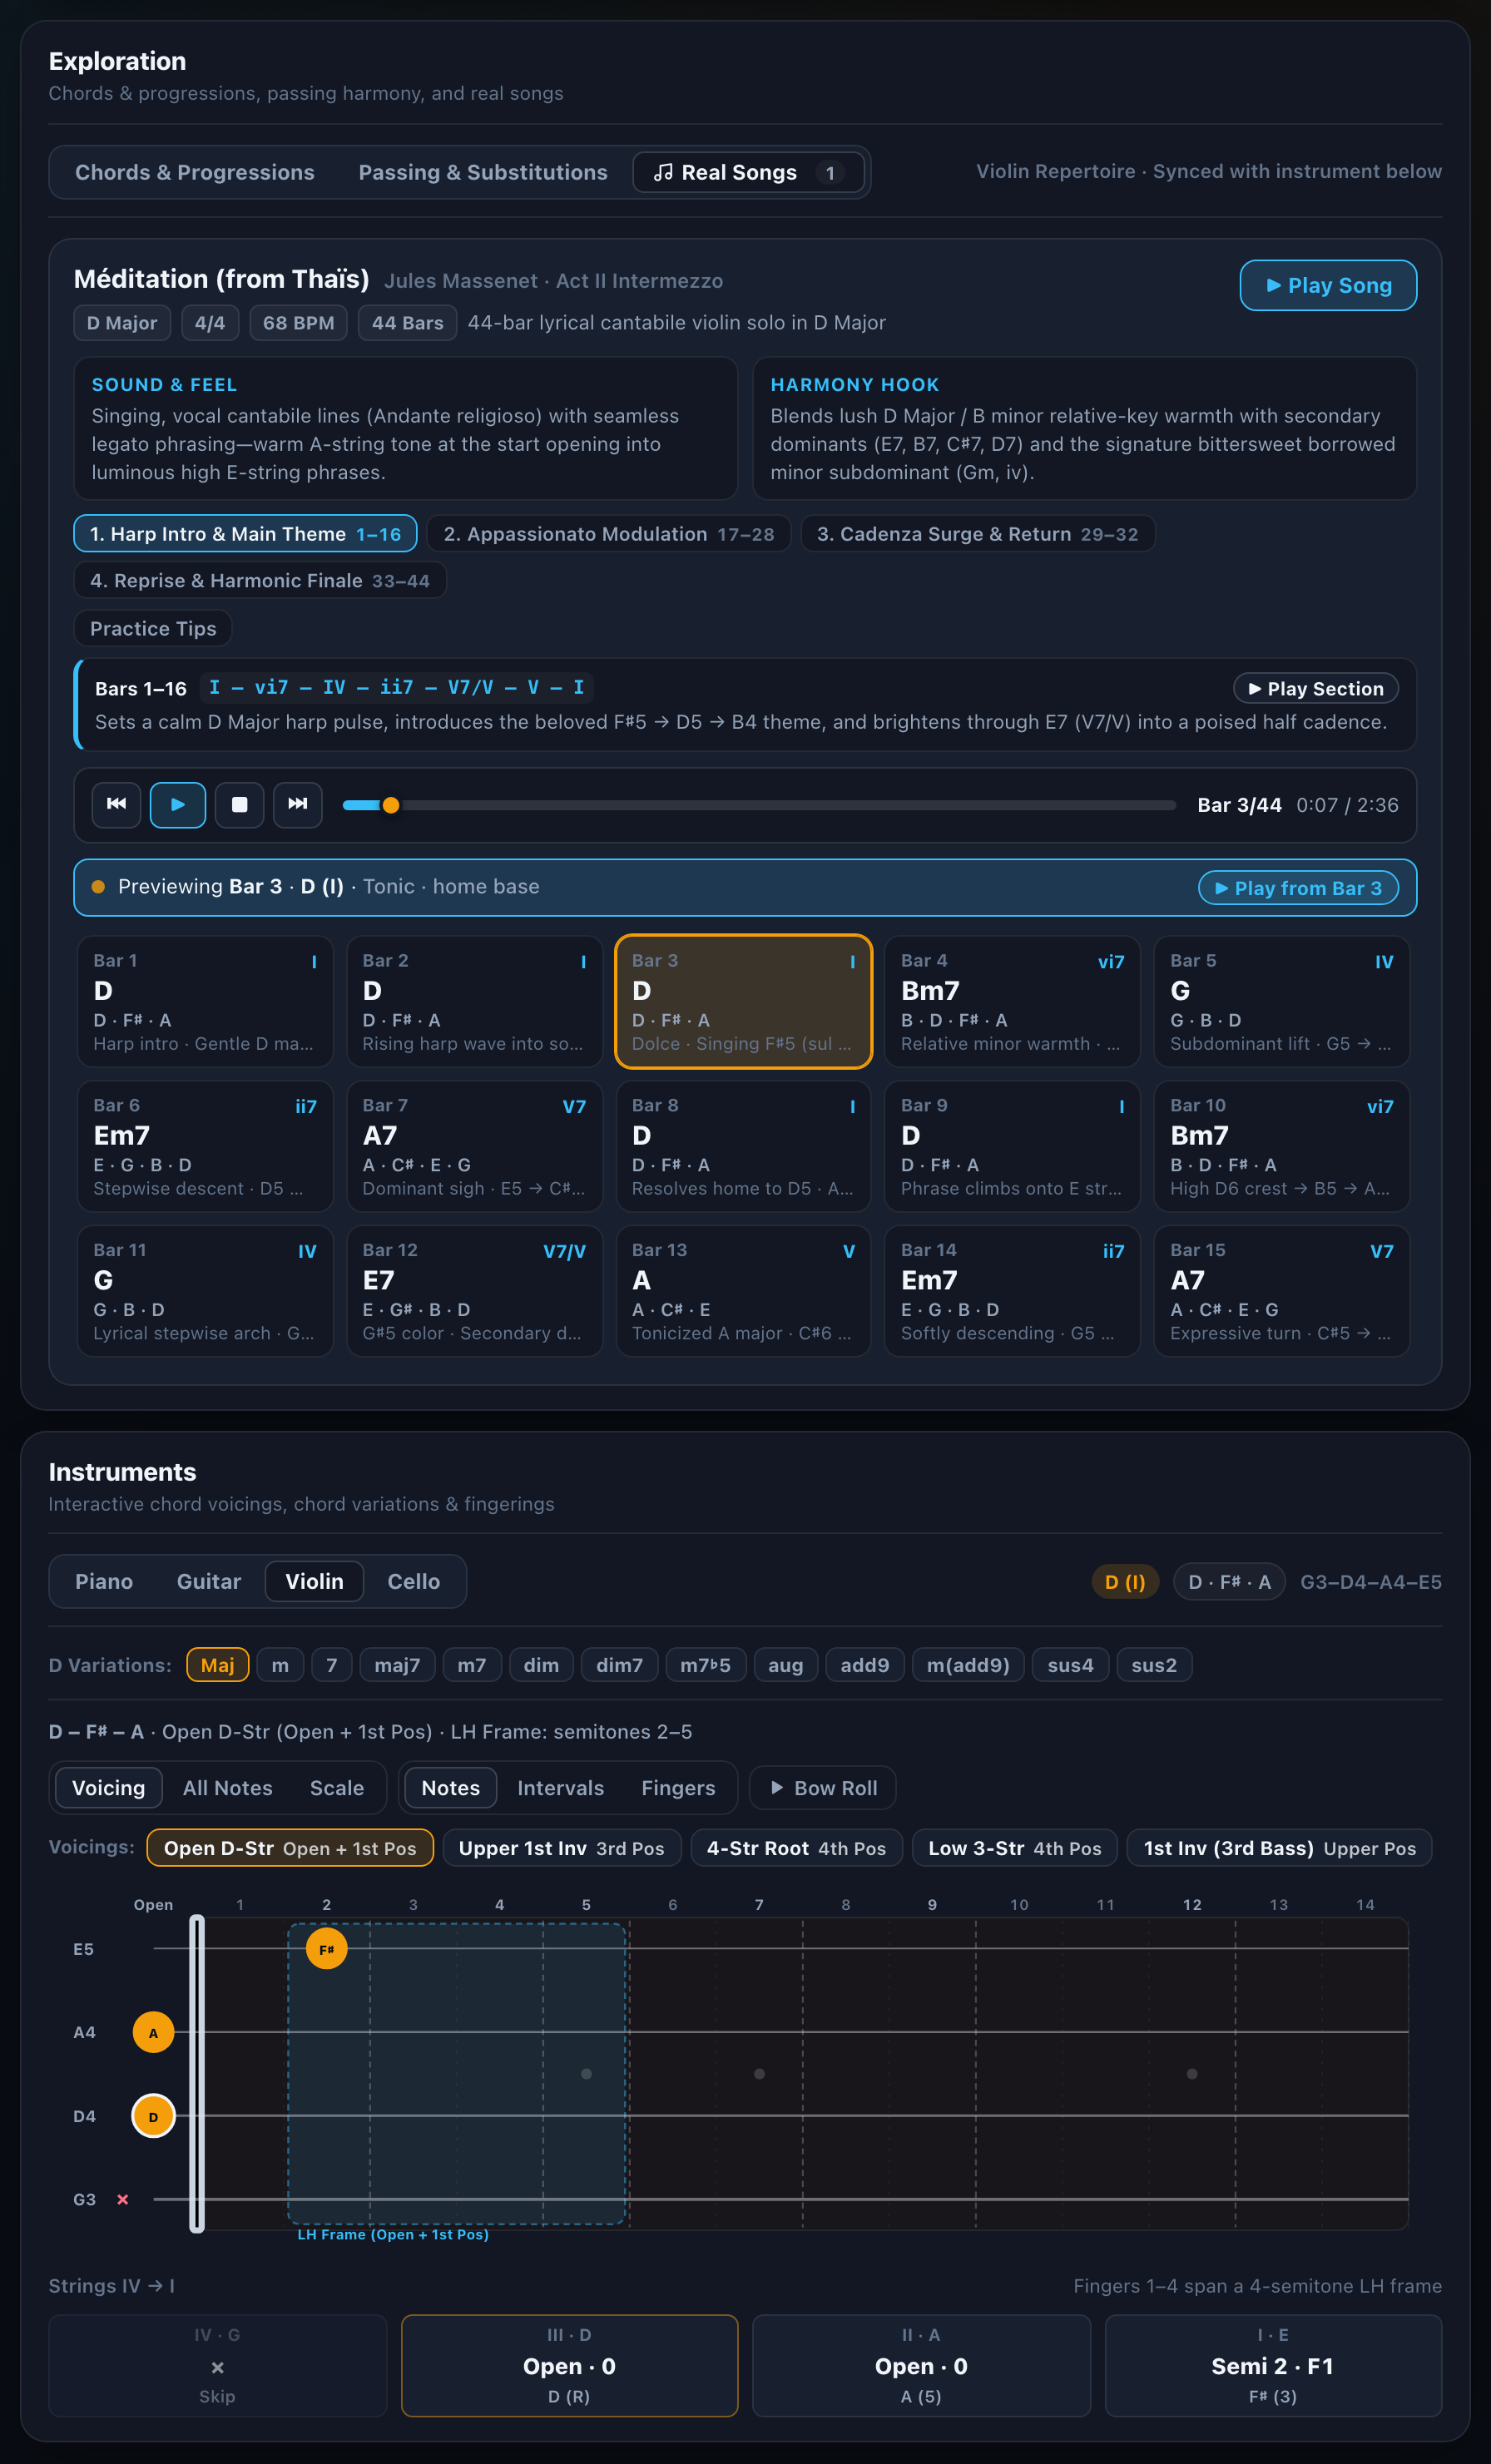 Exploration
Chords & progressions, passing harmony, and real songs
Chords & Progressions Passing & Substitutions Real Songs 1 Violin Repertoire · Synced with instrument below
Méditation (from Thaïs) Jules Massenet · Act II Intermezzo ▶ Play Song
D Major 4/4 68 BPM 44 Bars 44-bar lyrical cantabile violin solo in D Major
SOUND & FEEL
Singing, vocal cantabile lines (Andante religioso) with seamless
legato phrasing—warm A-string tone at the start opening into
luminous high E-string phrases.
HARMONY HOOK
Blends lush D Major / B minor relative-key warmth with secondary
dominants (E7, B7, C♯7, D7) and the signature bittersweet borrowed
minor subdominant (Gm, iv).
1. Harp Intro & Main Theme 1–16 2. Appassionato Modulation 17–28 3. Cadenza Surge & Return 29–32
4. Reprise & Harmonic Finale 33–44
Practice Tips
Bars 1–16 I – vi7 – IV – ii7 – V7/V – V – I ▶ Play Section
Sets a calm D Major harp pulse, introduces the beloved F♯5 → D5 → B4 theme, and brightens through E7 (V7/V) into a poised half cadence.
Bar 3/44 0:07 / 2:36
Previewing Bar 3 · D (I) · Tonic · home base ▶ Play from Bar 3
Bar 1 I
D
D · F♯ · A
Harp intro · Gentle D ma...
Bar 2 I
D
D · F♯ · A
Rising harp wave into so...
Bar 3 I
D
D · F♯ · A
Dolce · Singing F♯5 (sul ...
Bar 4 vi7
Bm7
B · D · F♯ · A
Relative minor warmth · ...
Bar 5 IV
G
G · B · D
Subdominant lift · G5 → ...
Bar 6 ii7
Em7
E · G · B · D
Stepwise descent · D5 ...
Bar 7 V7
A7
A · C♯ · E · G
Dominant sigh · E5 → C♯...
Bar 8 I
D
D · F♯ · A
Resolves home to D5 · A...
Bar 9 I
D
D · F♯ · A
Phrase climbs onto E str...
Bar 10 vi7
Bm7
B · D · F♯ · A
High D6 crest → B5 → A...
Bar 11 IV
G
G · B · D
Lyrical stepwise arch · G...
Bar 12 V7/V
E7
E · G♯ · B · D
G♯5 color · Secondary d...
Bar 13 V
A
A · C♯ · E
Tonicized A major · C♯6 ...
Bar 14 ii7
Em7
E · G · B · D
Softly descending · G5 ...
Bar 15 V7
A7
A · C♯ · E · G
Expressive turn · C♯5 → ...
Instruments
Interactive chord voicings, chord variations & fingerings
Piano Guitar Violin Cello D (I) D · F♯ · A G3–D4–A4–E5
D Variations: Maj m 7 maj7 m7 dim dim7 m7♭5 aug add9 m(add9) sus4 sus2
D – F♯ – A · Open D-Str (Open + 1st Pos) · LH Frame: semitones 2–5
Voicing All Notes Scale Notes Intervals Fingers ▶ Bow Roll
Voicings: Open D-Str Open + 1st Pos Upper 1st Inv 3rd Pos 4-Str Root 4th Pos Low 3-Str 4th Pos 1st Inv (3rd Bass) Upper Pos
Open 1 2 3 4 5 6 7 8 9 10 11 12 13 14
E5 F♯
A4 A
D4 D
G3 ×
LH Frame (Open + 1st Pos)
Strings IV → I Fingers 1–4 span a 4-semitone LH frame
IV · G
×
Skip
III · D
Open · 0
D (R)
II · A
Open · 0
A (5)
I · E
Semi 2 · F1
F♯ (3)